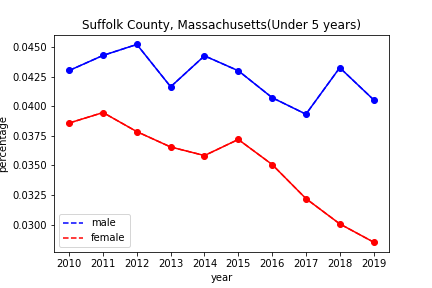 Suffolk County, Massachusetts(Under 5 years)
0.0450
0.0425
0.0400
0.0375
0.0350
0.0325
0.0300
percentage
male
female
2010 2011 2012 2013 2014 2015 2016 2017 2018 2019
year